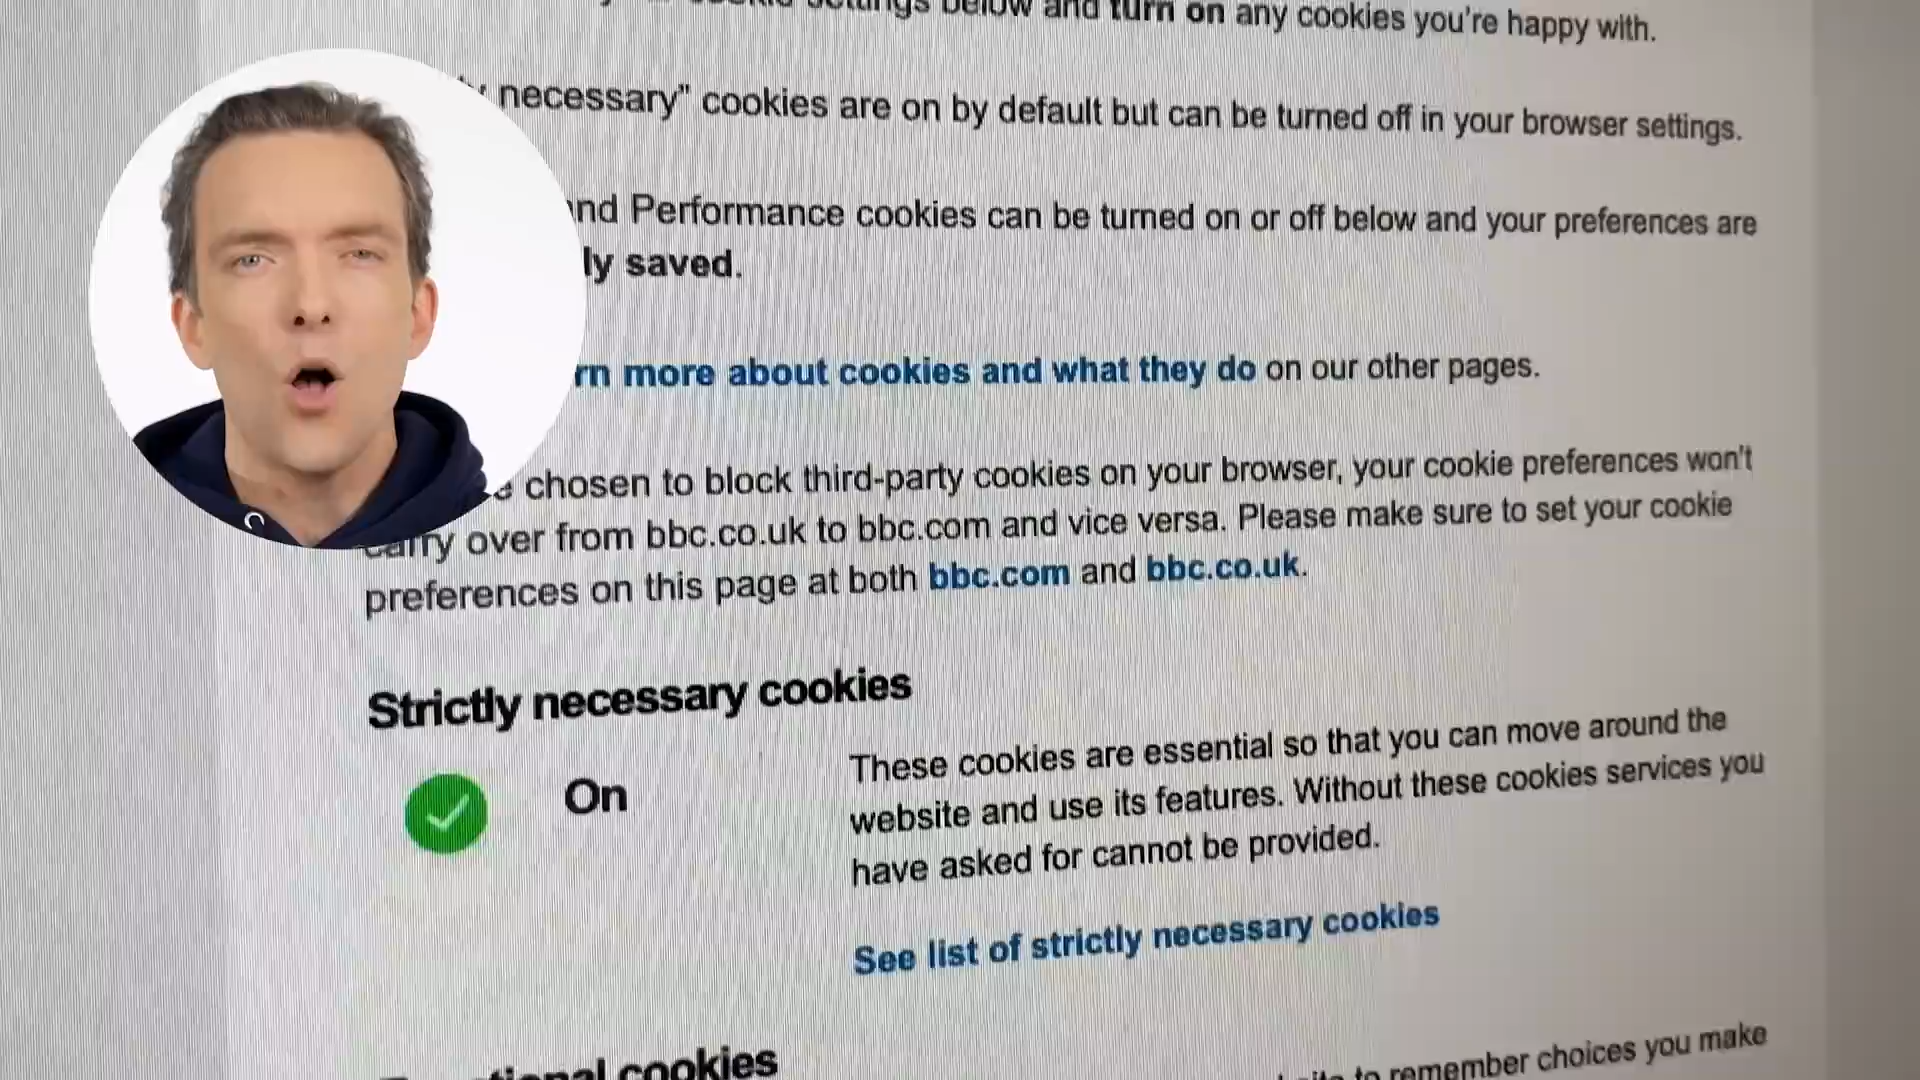 settings below and turn on any cookies you're happy with.
necessary" cookies are on by default but can be turned off in your browser settings.
and Performance cookies can be turned on or off below and your preferences are
ly saved.
rn more about cookies and what they do on our other pages.
chosen to block third-party cookies on your browser, your cookie preferences won't
carry over from bbc.co.uk to bbc.com and vice versa. Please make sure to set your cookie
preferences on this page at both bbc.com and bbc.co.uk.
Strictly necessary cookies
On
These cookies are essential so that you can move around the
website and use its features. Without these cookies services you
have asked for cannot be provided.
See list of strictly necessary cookies
cookies
to remember choices you make